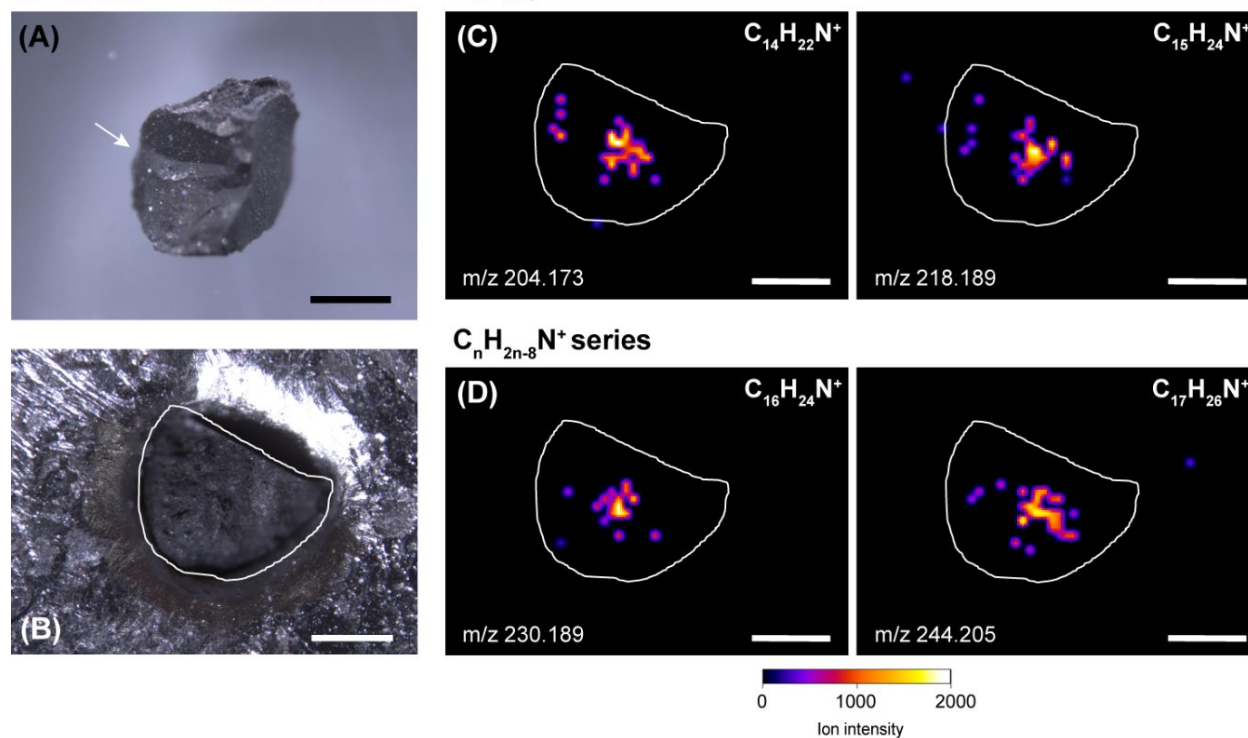 (A)
(C)
C₁₄H₂₂N⁺
m/z 204.173
C₁₅H₂₄N⁺
m/z 218.189
(B)
CₙH₂ₙ₋₈N⁺ series
(D)
C₁₆H₂₄N⁺
m/z 230.189
C₁₇H₂₆N⁺
m/z 244.205
0 1000 2000
Ion intensity